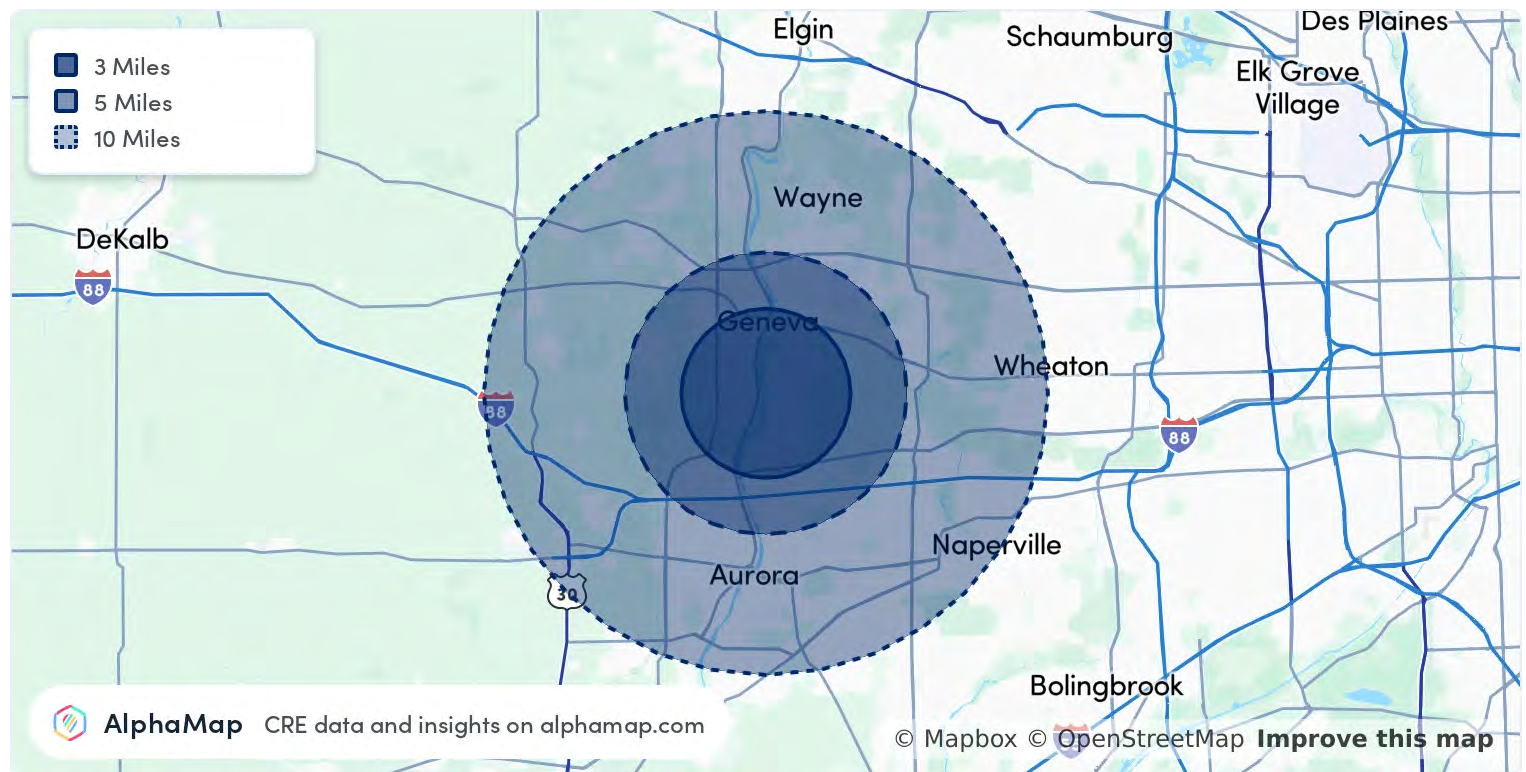 Elgin
Schaumburg
Des Plaines
Elk Grove
Village
3 Miles
5 Miles
10 Miles
Wayne
DeKalb
88
Geneva
Wheaton
88
88
Naperville
Aurora
30
Bolingbrook
AlphaMap CRE data and insights on alphamap.com
© Mapbox © OpenStreetMap Improve this map